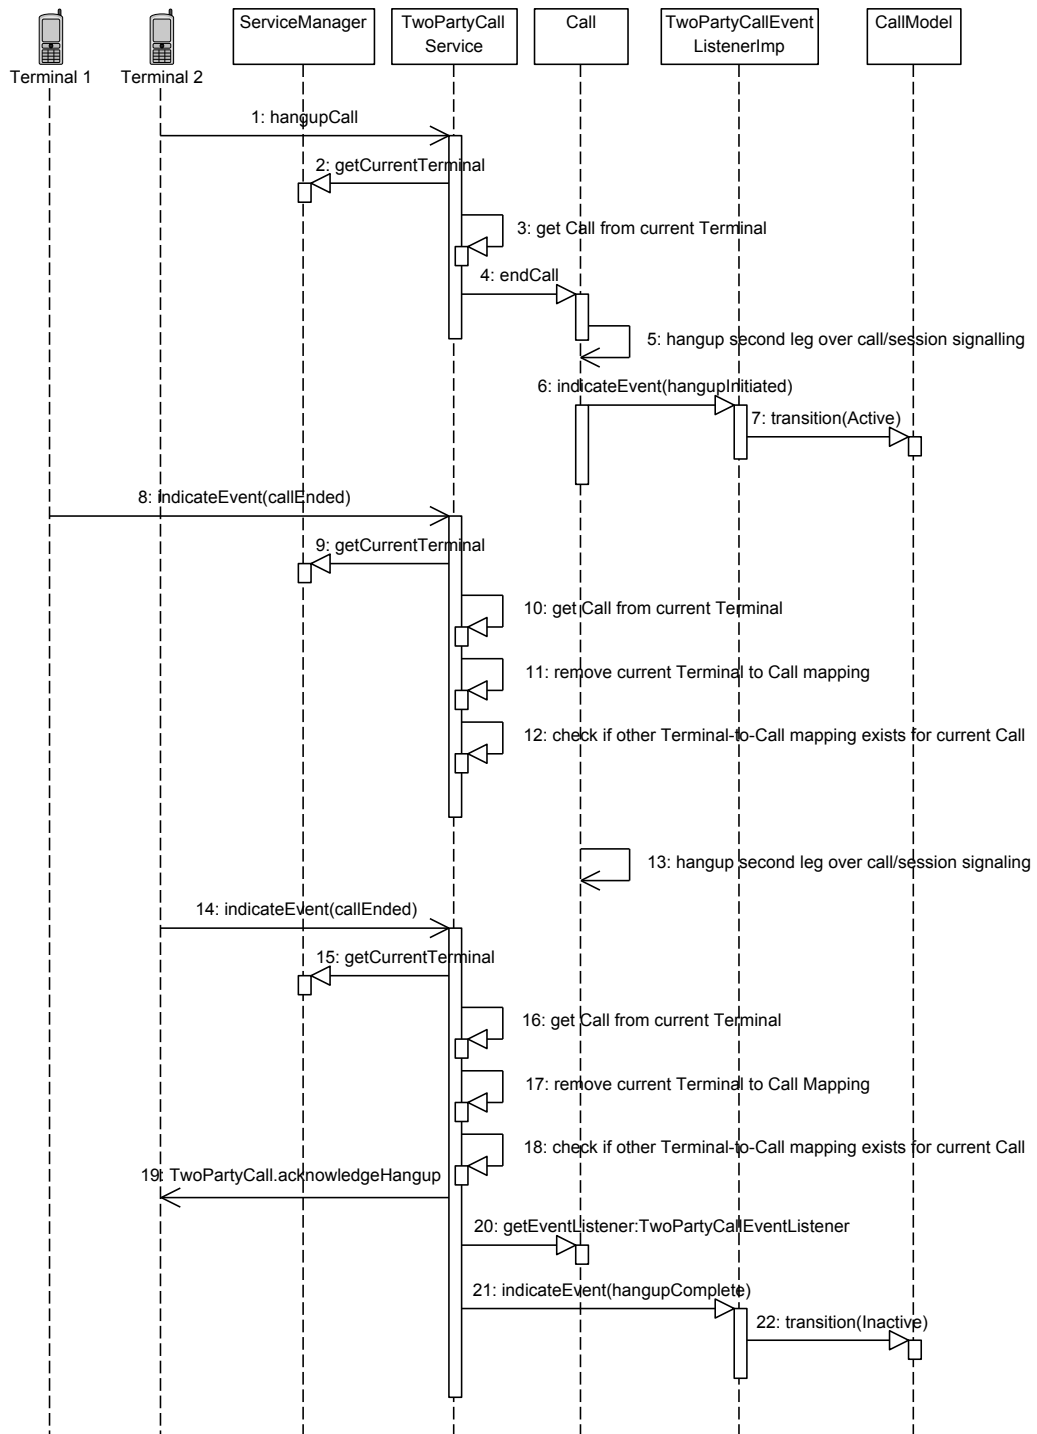 Terminal 1
Terminal 2
ServiceManager
TwoPartyCall
Service
Call
TwoPartyCallEvent
ListenerImp
CallModel
1: hangupCall
2: getCurrentTerminal
3: get Call from current Terminal
4: endCall
5: hangup second leg over call/session signalling
6: indicateEvent(hangupInitiated)
7: transition(Active)
8: indicateEvent(callEnded)
9: getCurrentTerminal
10: get Call from current Terminal
11: remove current Terminal to Call mapping
12: check if other Terminal-to-Call mapping exists for current Call
13: hangup second leg over call/session signaling
14: indicateEvent(callEnded)
15: getCurrentTerminal
16: get Call from current Terminal
17: remove current Terminal to Call Mapping
18: check if other Terminal-to-Call mapping exists for current Call
19: TwoPartyCall.acknowledgeHangup
20: getEventListener:TwoPartyCallEventListener
21: indicateEvent(hangupComplete)
22: transition(Inactive)